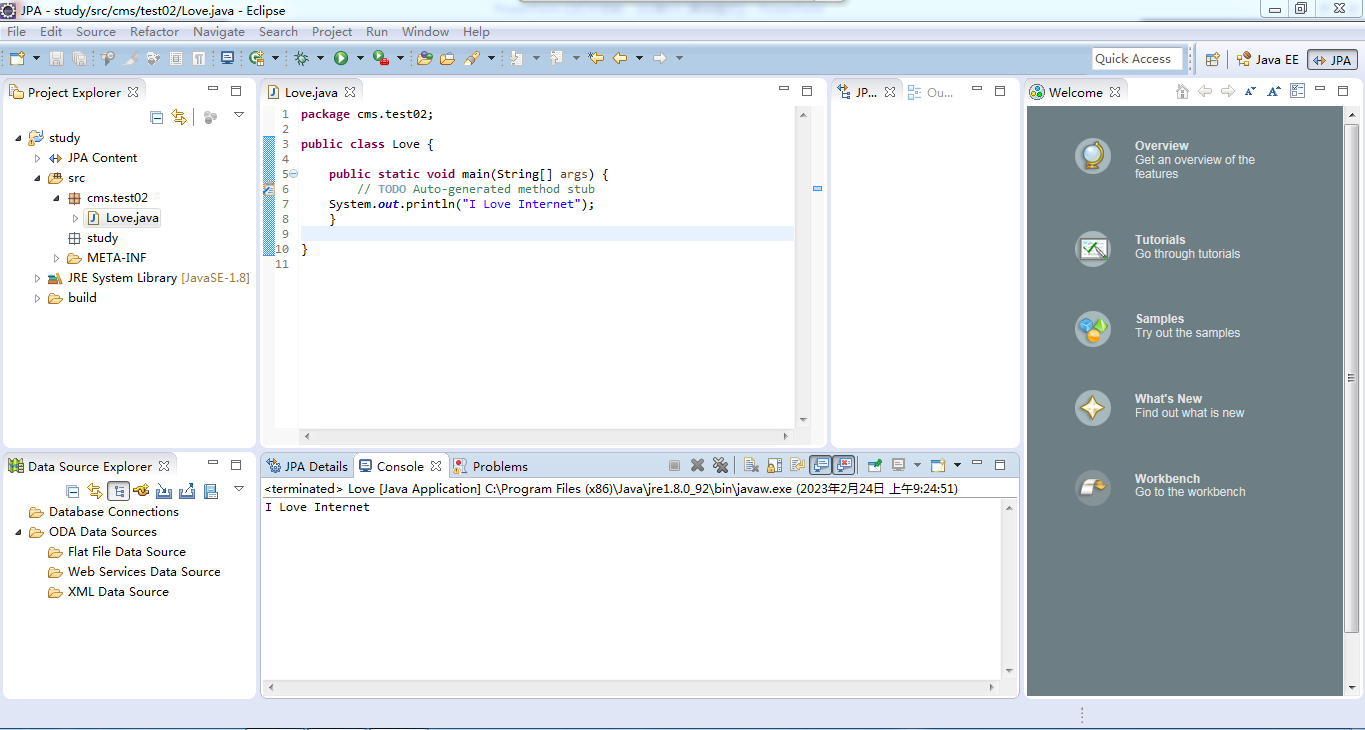 JPA - study/src/cms/test02/Love.java - Eclipse
File Edit Source Refactor Navigate Search Project Run Window Help
Quick Access
Java EE
JPA
Project Explorer
study
JPA Content
src
cms.test02
Love.java
study
META-INF
JRE System Library [JavaSE-1.8]
build
Love.java
1 package cms.test02;
2
3 public class Love {
4
5 public static void main(String[] args) {
6 // TODO Auto-generated method stub
7 System.out.println("I Love Internet");
8 }
9
10 }
11
JP...
Ou...
Welcome
Overview
Get an overview of the
features
Tutorials
Go through tutorials
Samples
Try out the samples
What's New
Find out what is new
Workbench
Go to the workbench
Data Source Explorer
Database Connections
ODA Data Sources
Flat File Data Source
Web Services Data Source
XML Data Source
JPA Details
Console
Problems
<terminated> Love [Java Application] C:\Program Files (x86)\Java\jre1.8.0_92\bin\javaw.exe (2023年2月24日 上午9:24:51)
I Love Internet